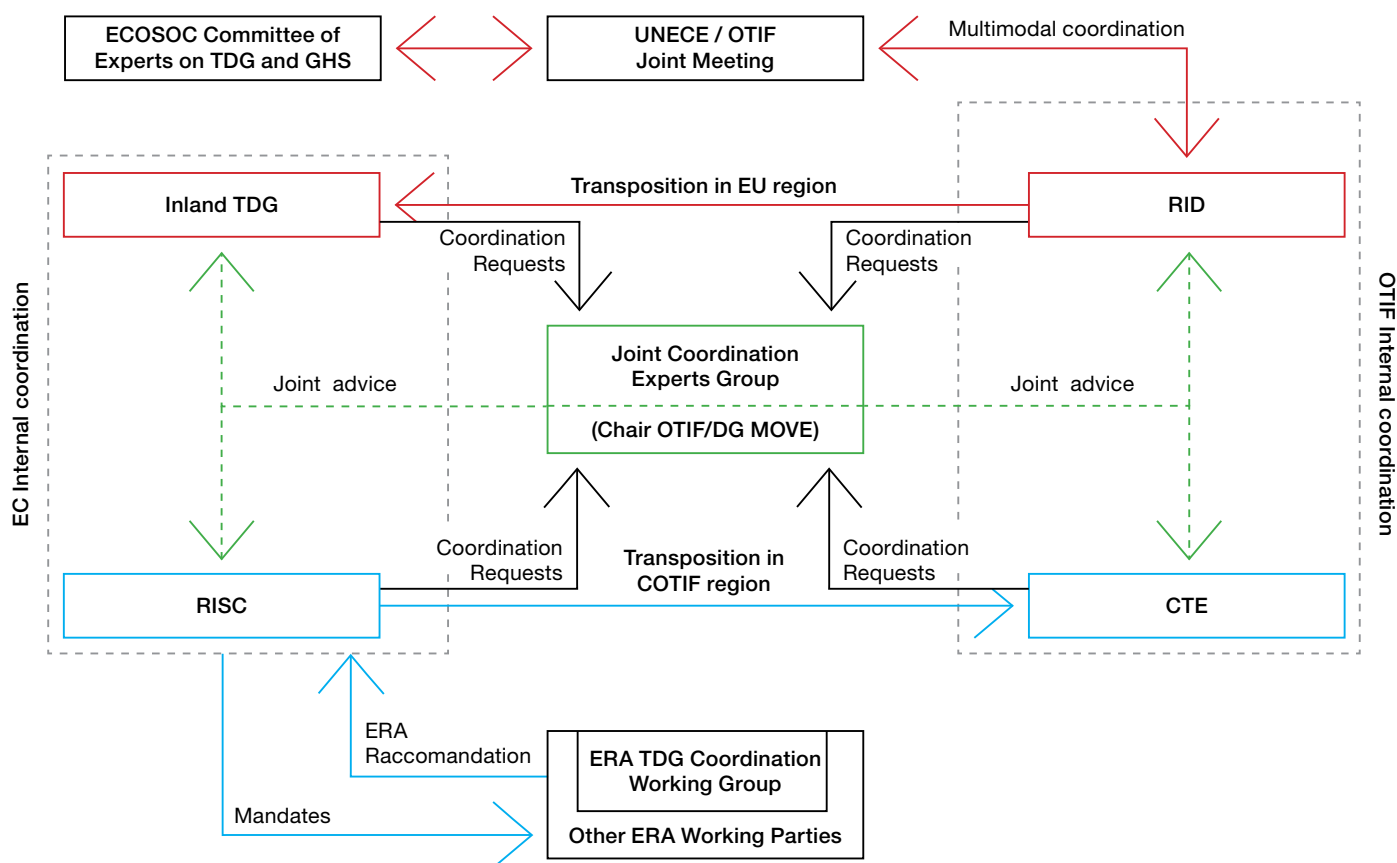 ECOSOC Committee of
Experts on TDG and GHS
UNECE / OTIF
Joint Meeting
Multimodal coordination
Inland TDG
Transposition in EU region
RID
Coordination
Requests
Coordination
Requests
EC Internal coordination
OTIF Internal coordination
Joint Coordination
Experts Group
(Chair OTIF/DG MOVE)
Joint advice
Joint advice
Coordination
Requests
Transposition in
COTIF region
Coordination
Requests
RISC
CTE
ERA
Raccomandation
ERA TDG Coordination
Working Group
Mandates
Other ERA Working Parties